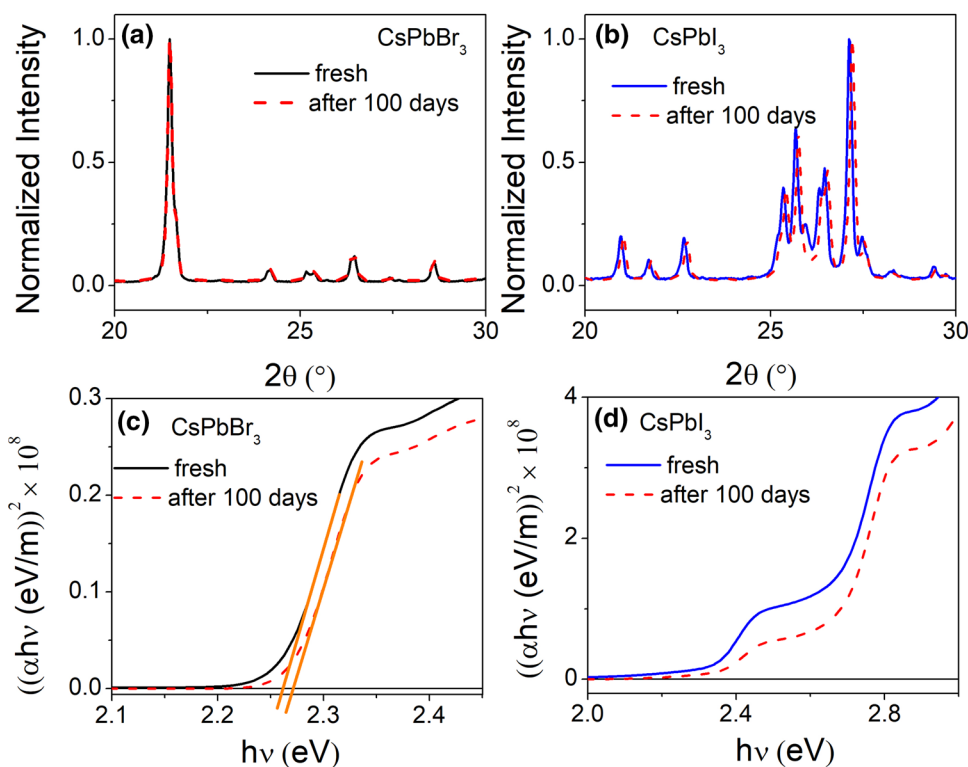 (a) CsPbBr₃
fresh
after 100 days
Normalized Intensity
1.0
0.5
0.0
20 25 30
2θ (°)
(b) CsPbI₃
fresh
after 100 days
Normalized Intensity
1.0
0.5
0.0
20 25 30
2θ (°)
(c) CsPbBr₃
fresh
after 100 days
((αhν (eV/m))² × 10⁸
0.3
0.2
0.1
0.0
2.1 2.2 2.3 2.4
hν (eV)
(d) CsPbI₃
fresh
after 100 days
((αhν (eV/m))² × 10⁸
4
2
0
2.0 2.4 2.8
hν (eV)